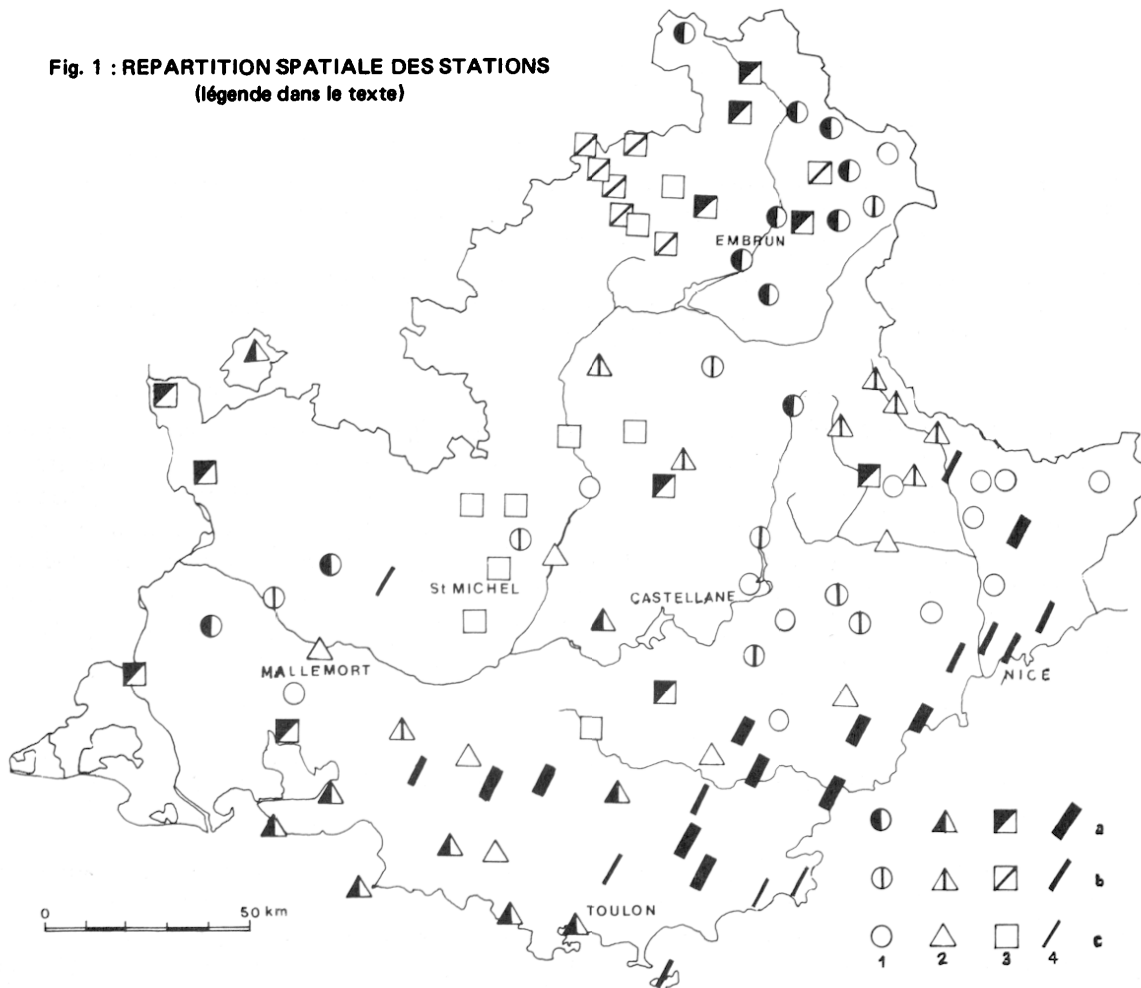 Fig. 1 : REPARTITION SPATIALE DES STATIONS
(légende dans le texte)
EMBRUN
St MICHEL
CASTELLANE
MALLEMORT
NICE
TOULON
0 50 km
a
b
c
1 2 3 4